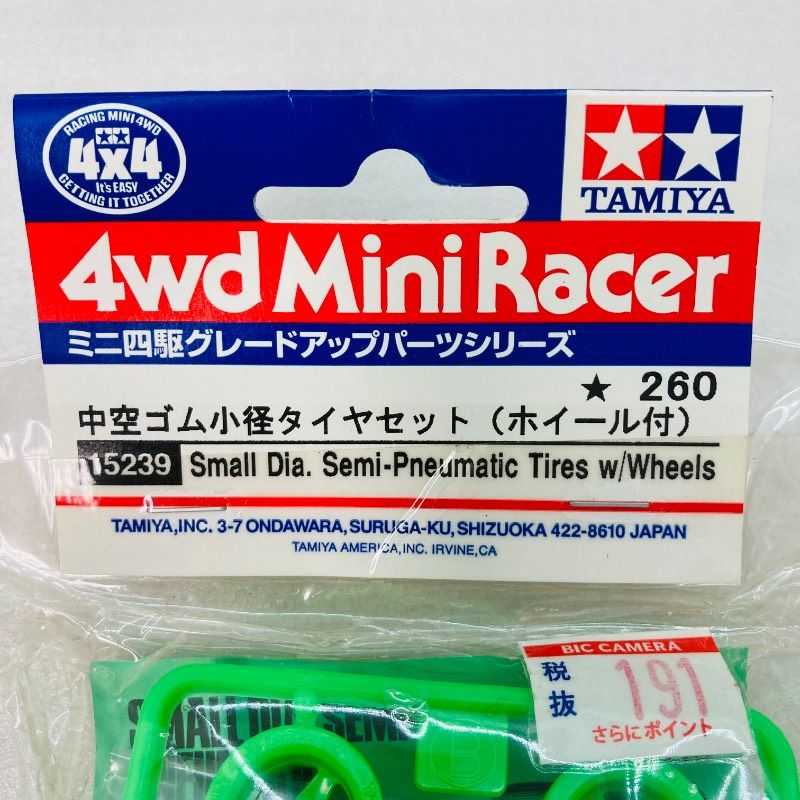 RACING MINI 4WD
4x4
It's EASY
GETTING IT TOGETHER
TAMIYA
4wd Mini Racer
ミニ四駆グレードアップパーツシリーズ
★ 260
中空ゴム小径タイヤセット（ホイール付）
15239 Small Dia. Semi-Pneumatic Tires w/Wheels
TAMIYA,INC. 3-7 ONDAWARA,SURUGA-KU,SHIZUOKA 422-8610 JAPAN
TAMIYA AMERICA,INC. IRVINE,CA
BIC CAMERA
税抜 191
さらにポイント
SMALL DIA. SEMI
B